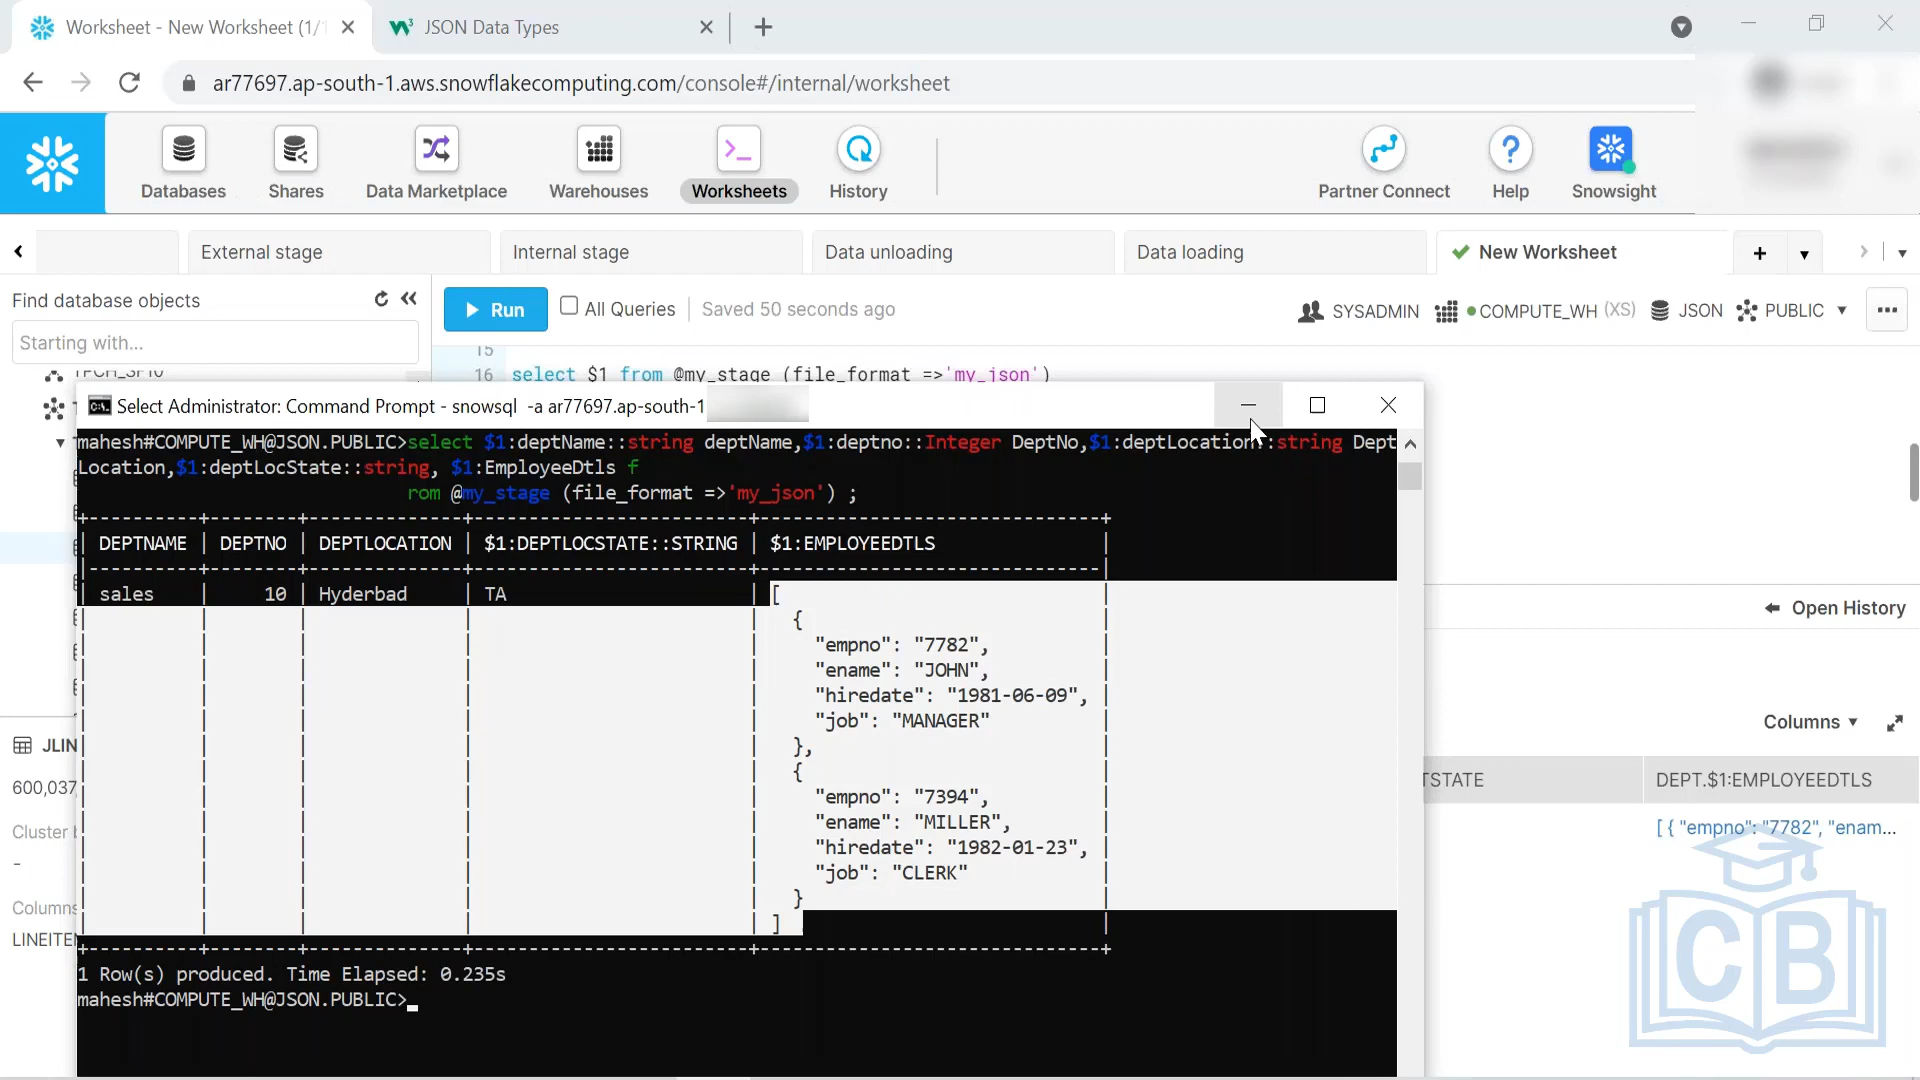 Worksheet - New Worksheet (1/1
JSON Data Types
ar77697.ap-south-1.aws.snowflakecomputing.com/console#/internal/worksheet
Databases
Shares
Data Marketplace
Warehouses
Worksheets
History
Partner Connect
Help
Snowsight
External stage
Internal stage
Data unloading
Data loading
New Worksheet
Find database objects
Run
All Queries
Saved 50 seconds ago
SYSADMIN
COMPUTE_WH (XS)
JSON
PUBLIC
Starting with...
15
TPCH_SF10
16 select $1 from @my_stage (file_format =>'my_json')
Select Administrator: Command Prompt - snowsql -a ar77697.ap-south-1
mahesh#COMPUTE_WH@JSON.PUBLIC>select $1:deptName::string deptName,$1:deptno::Integer DeptNo,$1:deptLocation::string Dept
Location,$1:deptLocState::string, $1:EmployeeDtls f
rom @my_stage (file_format =>'my_json') ;
+----------+--------+--------------+-------------------------+------------------------------+
| DEPTNAME | DEPTNO | DEPTLOCATION | $1:DEPTLOCSTATE::STRING | $1:EMPLOYEEDTLS |
|----------+--------+--------------+-------------------------+------------------------------|
| sales | 10 | Hyderbad | TA | [ |
| | | | | { |
| | | | | "empno": "7782", |
| | | | | "ename": "JOHN", |
| | | | | "hiredate": "1981-06-09", |
| | | | | "job": "MANAGER" |
| | | | | }, |
| | | | | { |
| | | | | "empno": "7394", |
| | | | | "ename": "MILLER", |
| | | | | "hiredate": "1982-01-23", |
| | | | | "job": "CLERK" |
| | | | | } |
| | | | | ] |
+----------+--------+--------------+-------------------------+------------------------------+
1 Row(s) produced. Time Elapsed: 0.235s
mahesh#COMPUTE_WH@JSON.PUBLIC>
Open History
Columns
JLIN
600,037
TSTATE
DEPT.$1:EMPLOYEEDTLS
Cluster
[ { "empno": "7782", "enam...
-
Columns
LINEITE
CB